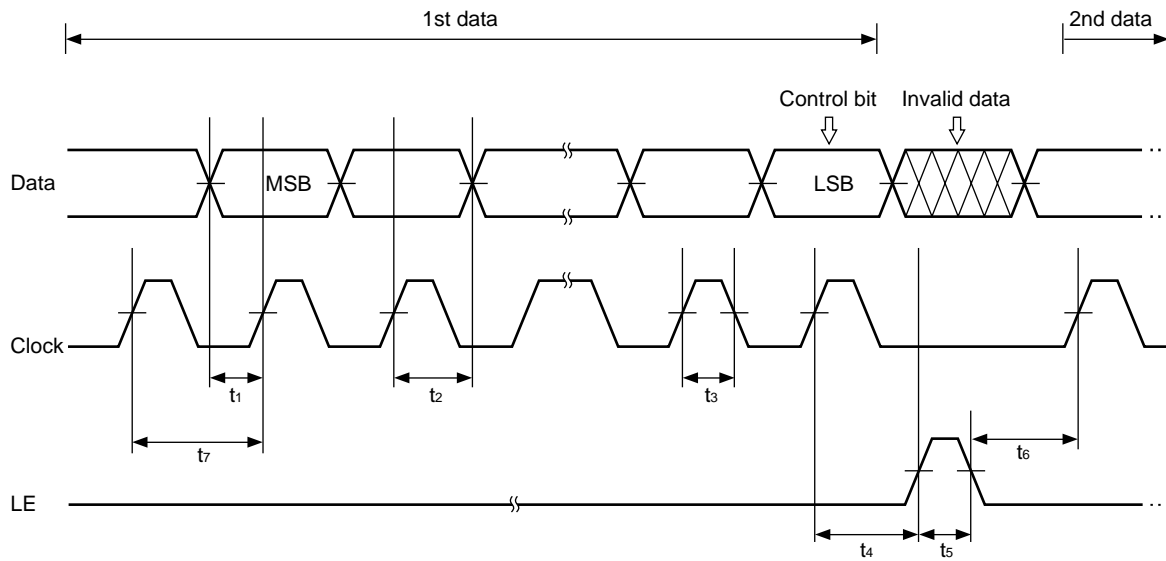 1st data
2nd data
Control bit
Invalid data
Data
MSB
LSB
Clock
t1
t2
t3
t7
t6
LE
t4
t5